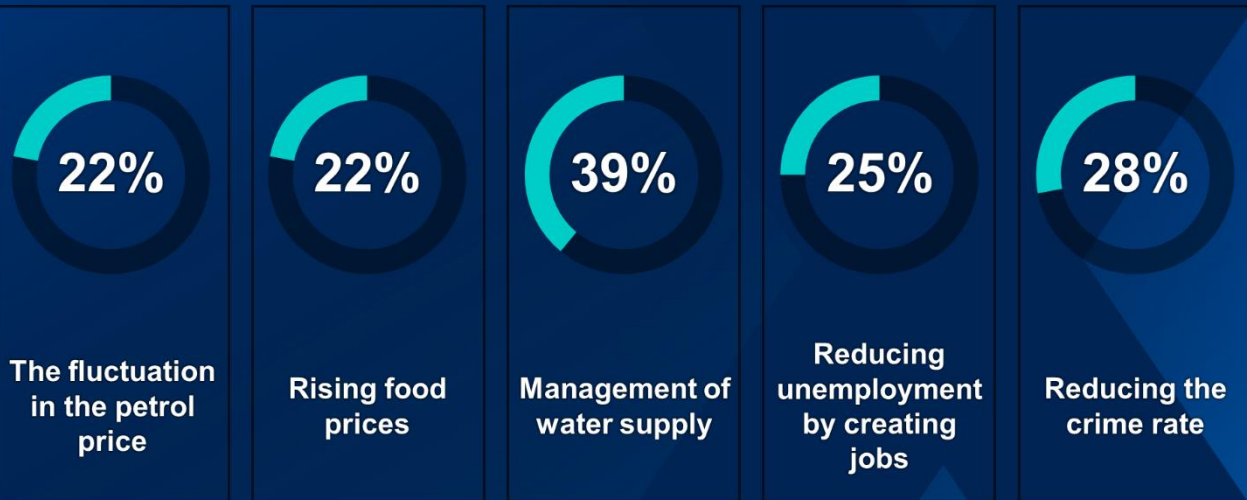 22%
The fluctuation
in the petrol
price
22%
Rising food
prices
39%
Management of
water supply
25%
Reducing
unemployment
by creating
jobs
28%
Reducing the
crime rate